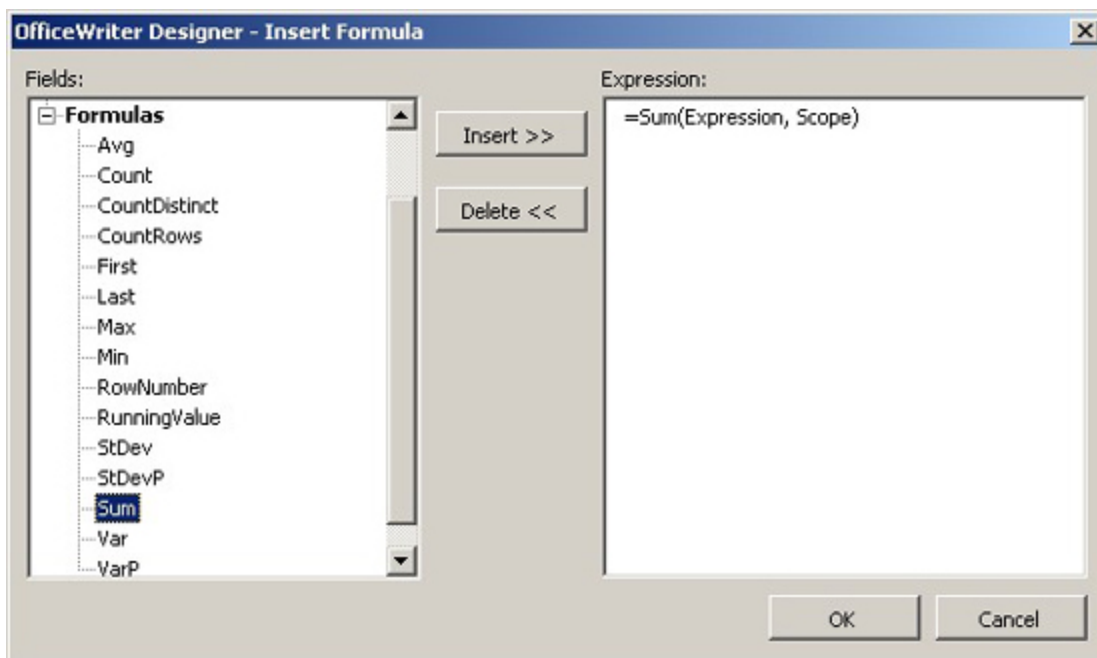 OfficeWriter Designer - Insert Formula
Fields:
Formulas
Avg
Count
CountDistinct
CountRows
First
Last
Max
Min
RowNumber
RunningValue
StDev
StDevP
Sum
Var
VarP
Insert >>
Delete <<
Expression:
=Sum(Expression, Scope)
OK
Cancel